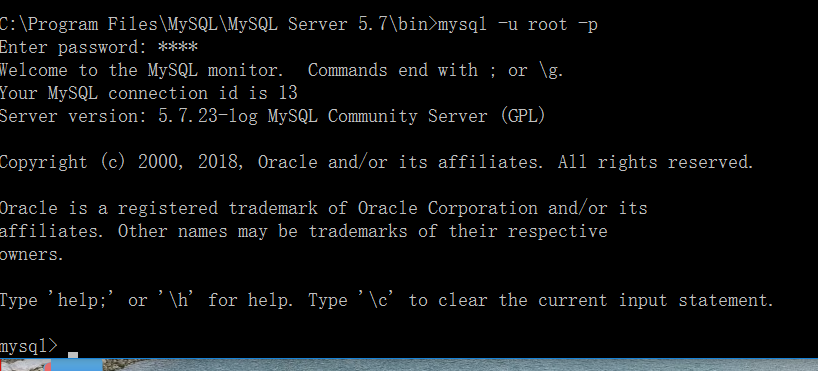 C:\Program Files\MySQL\MySQL Server 5.7\bin>mysql -u root -p
Enter password: ****
Welcome to the MySQL monitor.  Commands end with ; or \g.
Your MySQL connection id is 13
Server version: 5.7.23-log MySQL Community Server (GPL)
Copyright (c) 2000, 2018, Oracle and/or its affiliates. All rights reserved.
Oracle is a registered trademark of Oracle Corporation and/or its
affiliates. Other names may be trademarks of their respective
owners.
Type 'help;' or '\h' for help. Type '\c' to clear the current input statement.
mysql>